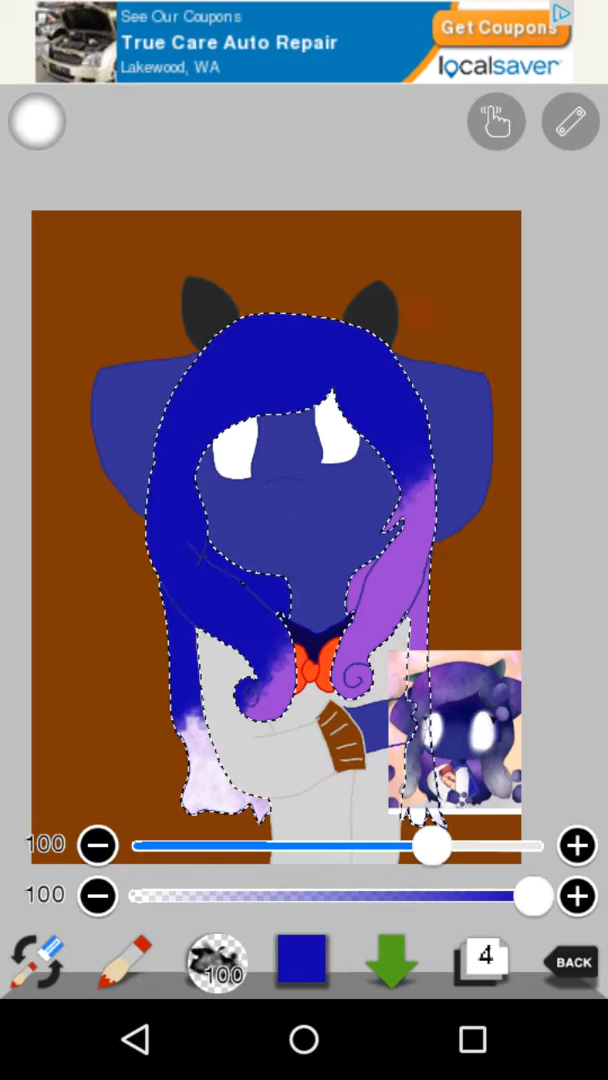 See Our Coupons
True Care Auto Repair
Lakewood, WA
Get Coupons
localsaver
100
100
100
4
BACK